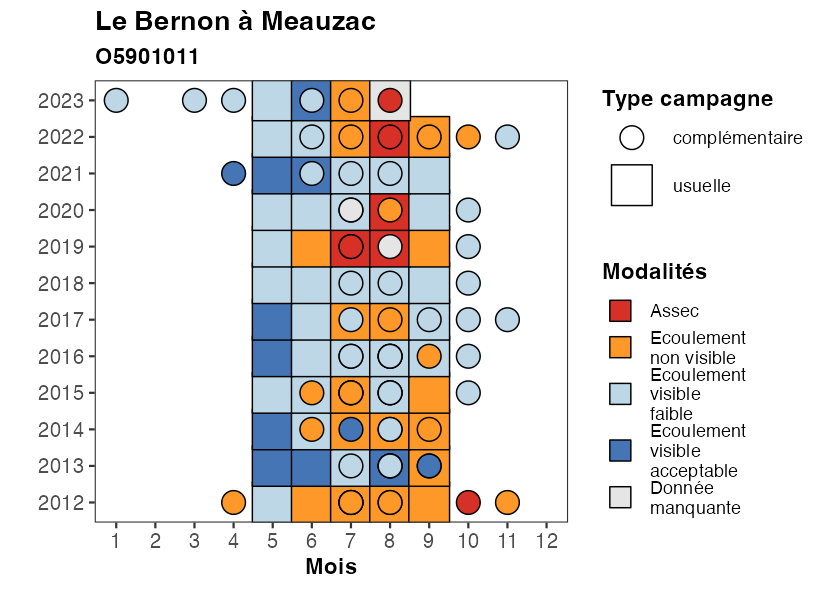 Le Bernon à Meauzac
O5901011
2023
2022
2021
2020
2019
2018
2017
2016
2015
2014
2013
2012
1 2 3 4 5 6 7 8 9 10 11 12
Mois
Type campagne
complémentaire
usuelle
Modalités
Assec
Ecoulement
non visible
Ecoulement
visible
faible
Ecoulement
visible
acceptable
Donnée
manquante